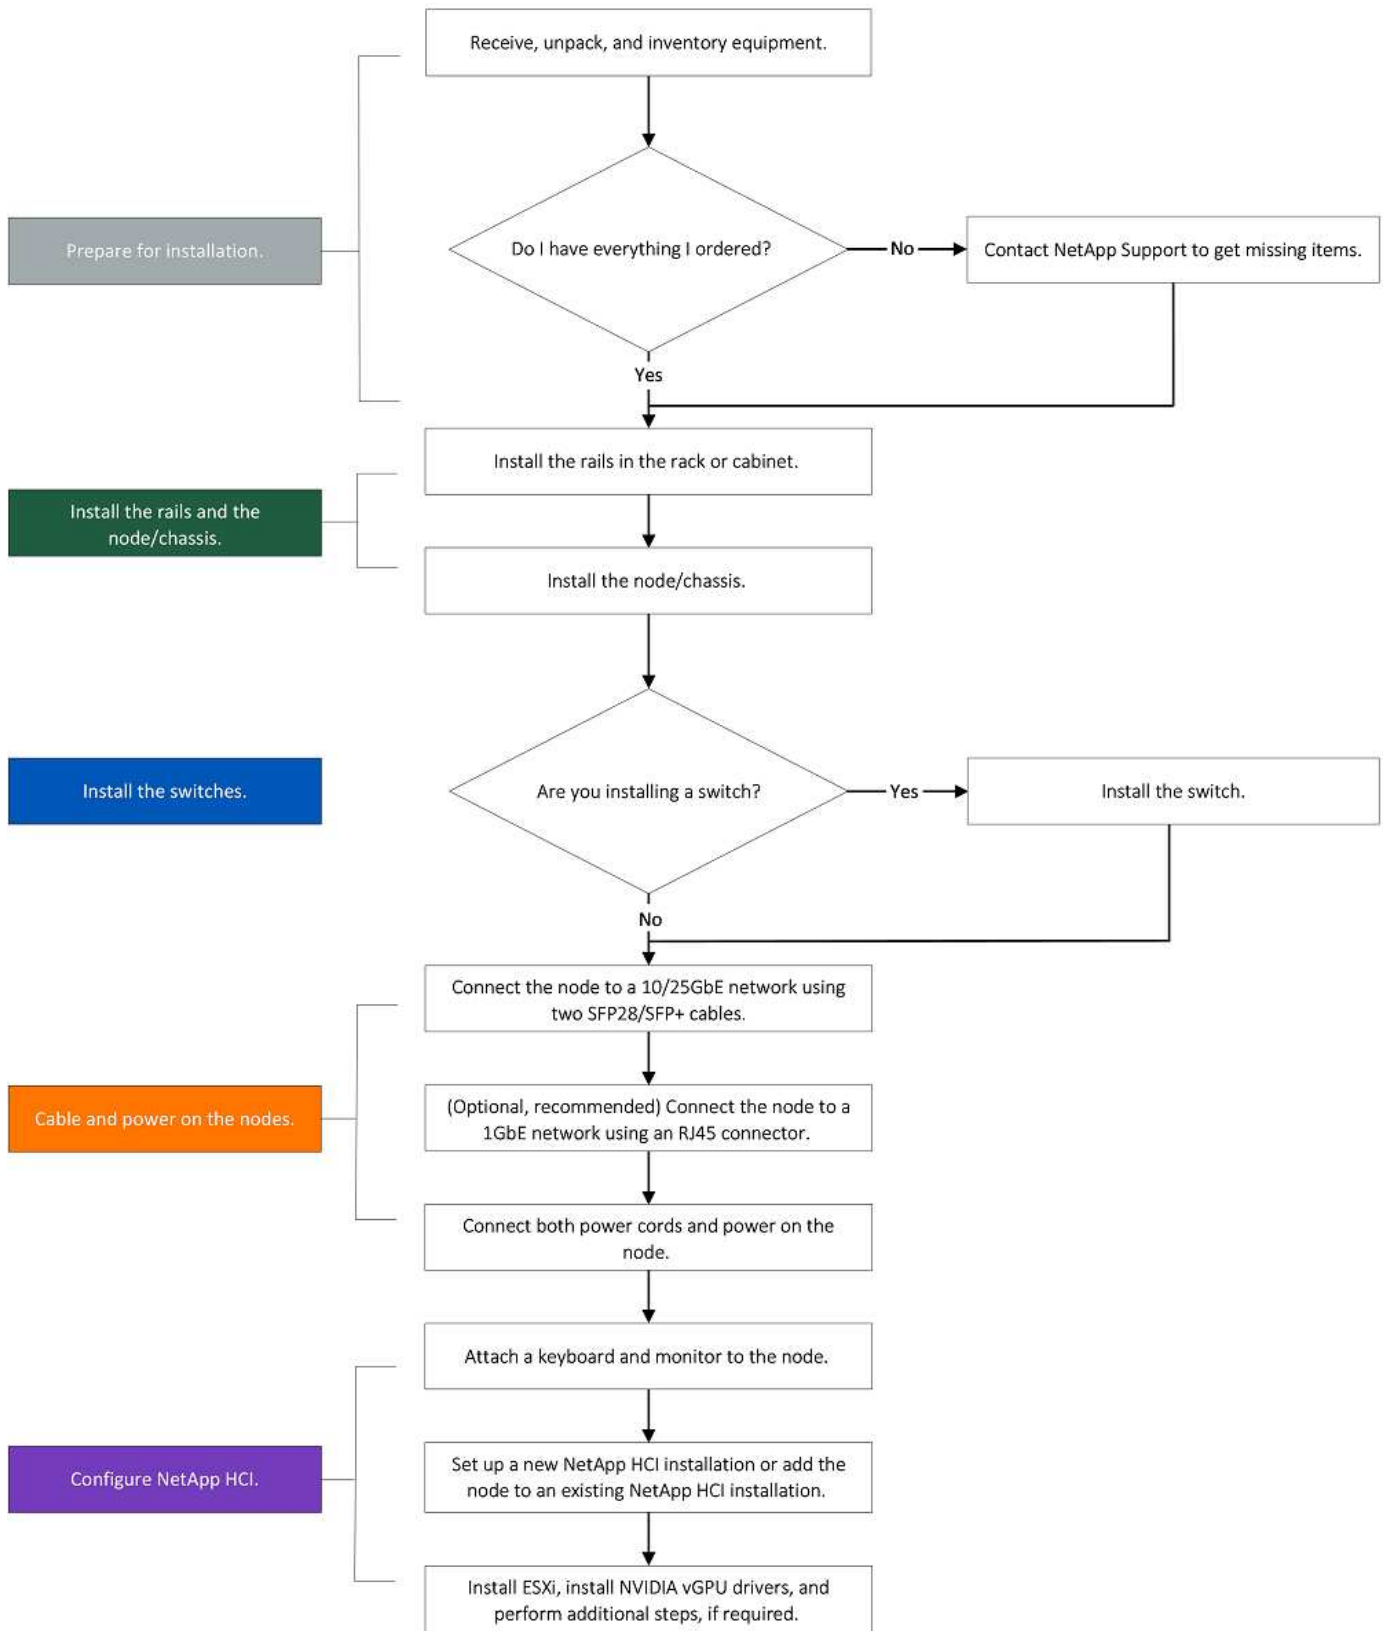 Receive, unpack, and inventory equipment.
Prepare for installation.
Do I have everything I ordered?
No
Contact NetApp Support to get missing items.
Yes
Install the rails in the rack or cabinet.
Install the rails and the
node/chassis.
Install the node/chassis.
Install the switches.
Are you installing a switch?
Yes
Install the switch.
No
Connect the node to a 10/25GbE network using
two SFP28/SFP+ cables.
Cable and power on the nodes.
(Optional, recommended) Connect the node to a
1GbE network using an RJ45 connector.
Connect both power cords and power on the
node.
Attach a keyboard and monitor to the node.
Configure NetApp HCI.
Set up a new NetApp HCI installation or add the
node to an existing NetApp HCI installation.
Install ESXi, install NVIDIA vGPU drivers, and
perform additional steps, if required.